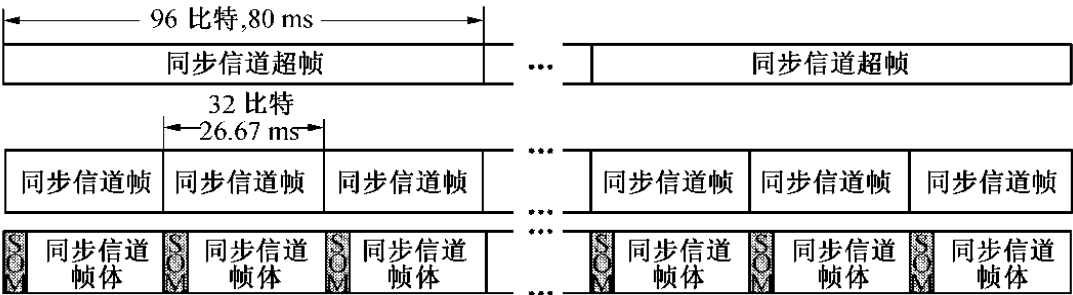 96 比特,80 ms
同步信道超帧 … 同步信道超帧
32 比特
26.67 ms
…
同步信道帧 同步信道帧 同步信道帧 同步信道帧 同步信道帧 同步信道帧
…
SOM 同步信道帧体 SOM 同步信道帧体 SOM 同步信道帧体 … SOM 同步信道帧体 SOM 同步信道帧体 SOM 同步信道帧体
…